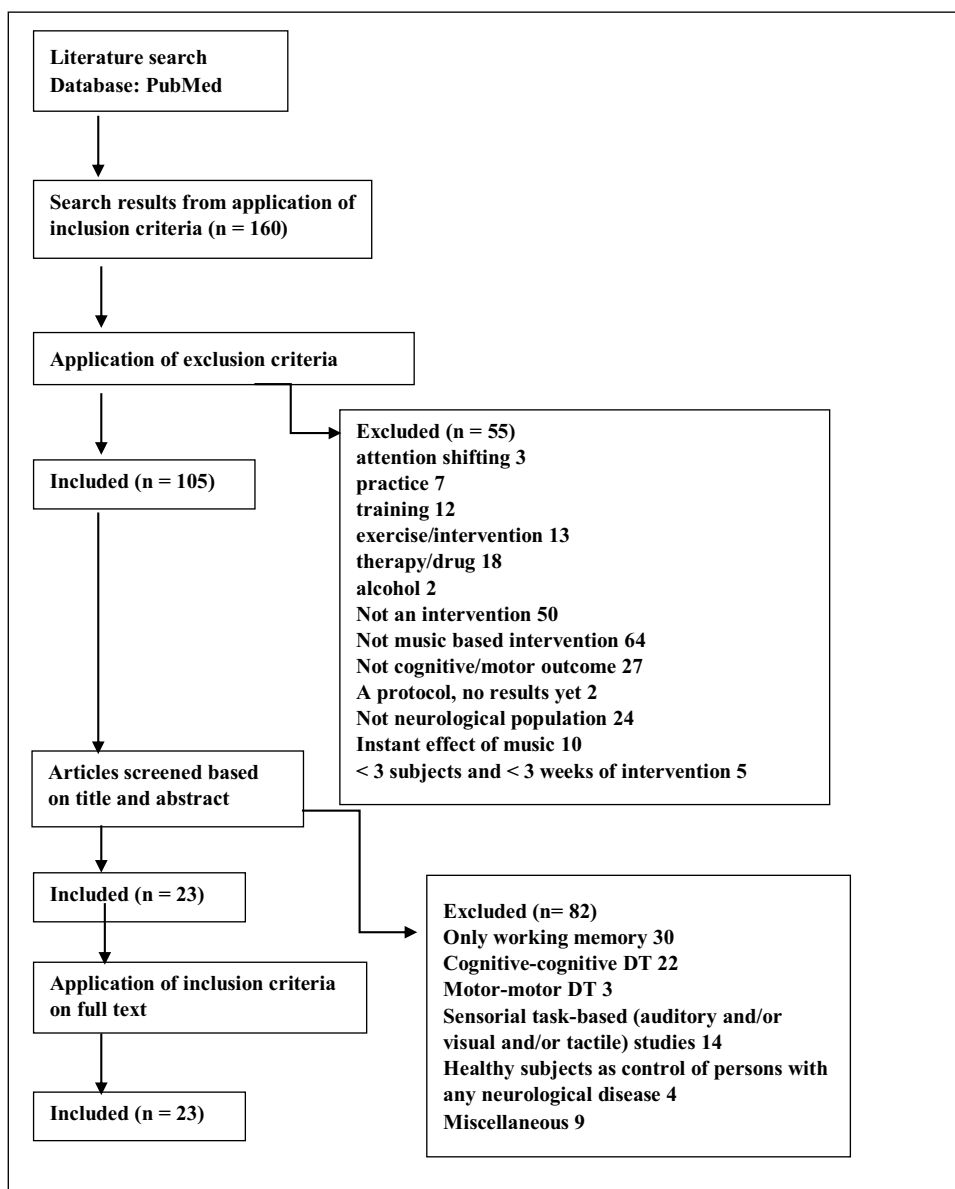 Literature search
Database: PubMed
Search results from application of
inclusion criteria (n = 160)
Application of exclusion criteria
Excluded (n = 55)
attention shifting 3
practice 7
training 12
exercise/intervention 13
therapy/drug 18
alcohol 2
Not an intervention 50
Not music based intervention 64
Not cognitive/motor outcome 27
A protocol, no results yet 2
Not neurological population 24
Instant effect of music 10
< 3 subjects and < 3 weeks of intervention 5
Included (n = 105)
Articles screened based
on title and abstract
Excluded (n= 82)
Only working memory 30
Cognitive-cognitive DT 22
Motor-motor DT 3
Sensorial task-based (auditory and/or
visual and/or tactile) studies 14
Healthy subjects as control of persons with
any neurological disease 4
Miscellaneous 9
Included (n = 23)
Application of inclusion criteria
on full text
Included (n = 23)